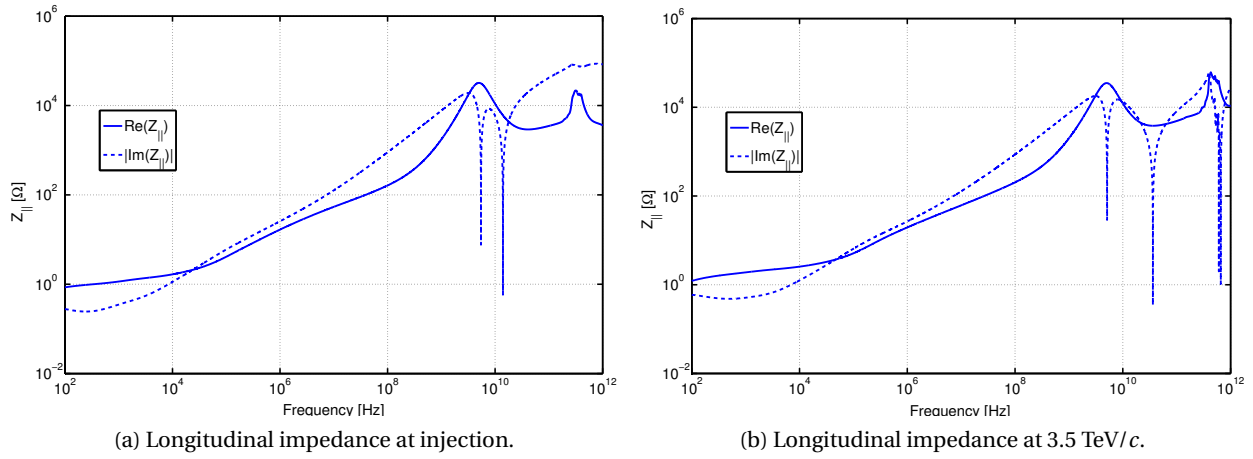 10^6
10^4
10^2
10^0
10^-2
Z_|| [Ω]
Re(Z_||)
|Im(Z_||)|
10^2 10^4 10^6 10^8 10^10 10^12
Frequency [Hz]
(a) Longitudinal impedance at injection.
10^6
10^4
10^2
10^0
10^-2
Z_|| [Ω]
Re(Z_||)
|Im(Z_||)|
10^2 10^4 10^6 10^8 10^10 10^12
Frequency [Hz]
(b) Longitudinal impedance at 3.5 TeV/c.